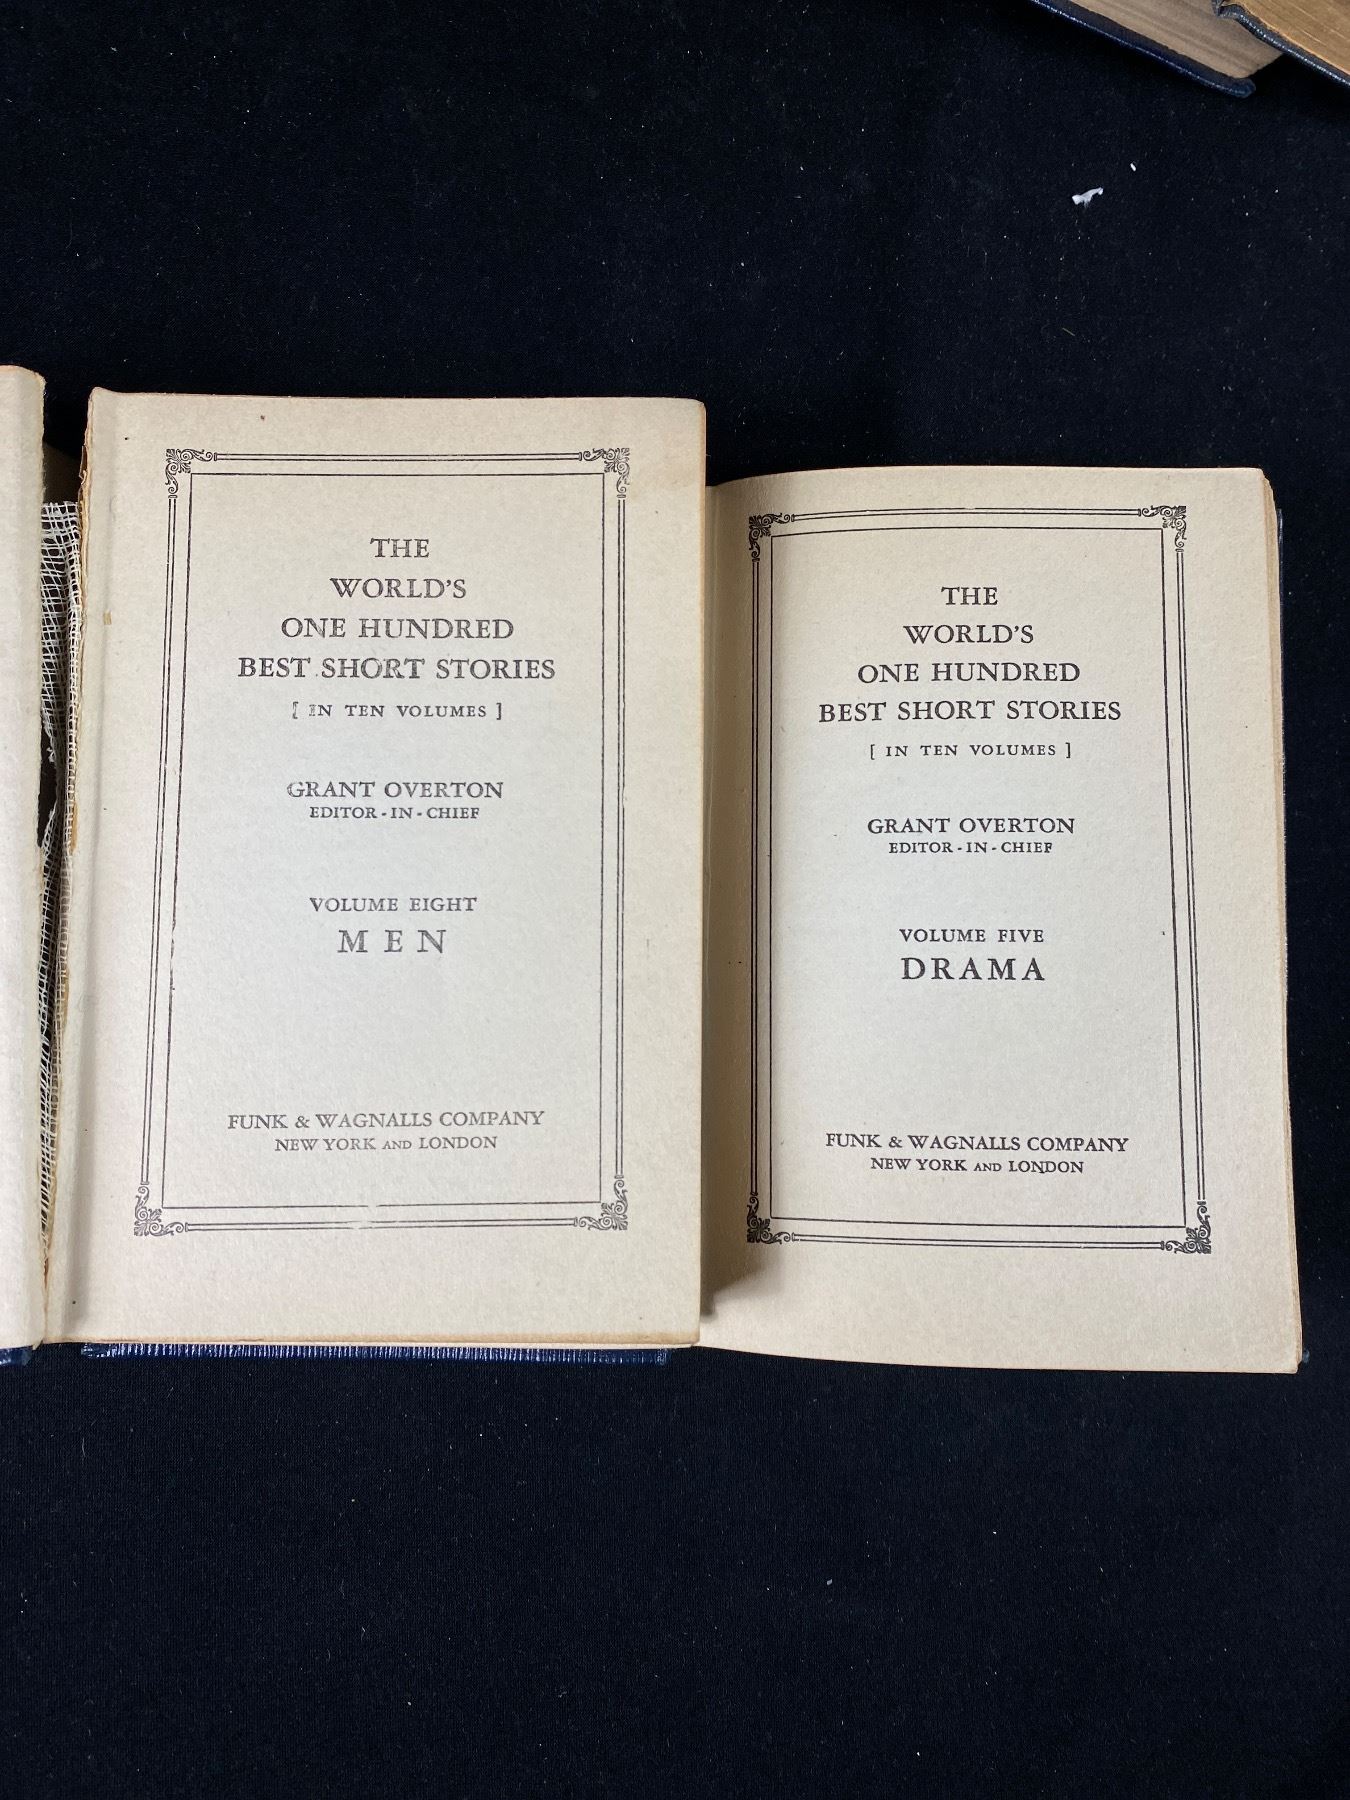 THE
WORLD'S
ONE HUNDRED
BEST SHORT STORIES
[ IN TEN VOLUMES ]
GRANT OVERTON
EDITOR-IN-CHIEF
VOLUME EIGHT
MEN
FUNK & WAGNALLS COMPANY
NEW YORK AND LONDON
THE
WORLD'S
ONE HUNDRED
BEST SHORT STORIES
[ IN TEN VOLUMES ]
GRANT OVERTON
EDITOR-IN-CHIEF
VOLUME FIVE
DRAMA
FUNK & WAGNALLS COMPANY
NEW YORK AND LONDON